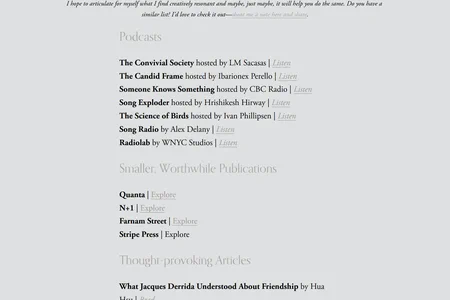 I hope to articulate for myself what I find creatively resonant and maybe, just maybe, it will help you do the same. Do you have a
similar list? I'd love to check it out—
Podcasts
The Convivial Society hosted by LM Sacasas | Listen
The Candid Frame hosted by Ibarionex Perello | Listen
Someone Knows Something hosted by CBC Radio | Listen
Song Exploder hosted by Hrishikesh Hirway | Listen
The Science of Birds hosted by Ivan Phillipsen | Listen
Song Radio by Alex Delany | Listen
Radiolab by WNYC Studios | Listen
Smaller, Worthwhile Publications
Quanta | Explore
N+1 | Explore
Farnam Street | Explore
Stripe Press | Explore
Thought-provoking Articles
What Jacques Derrida Understood About Friendship by Hua
Hsu | Read